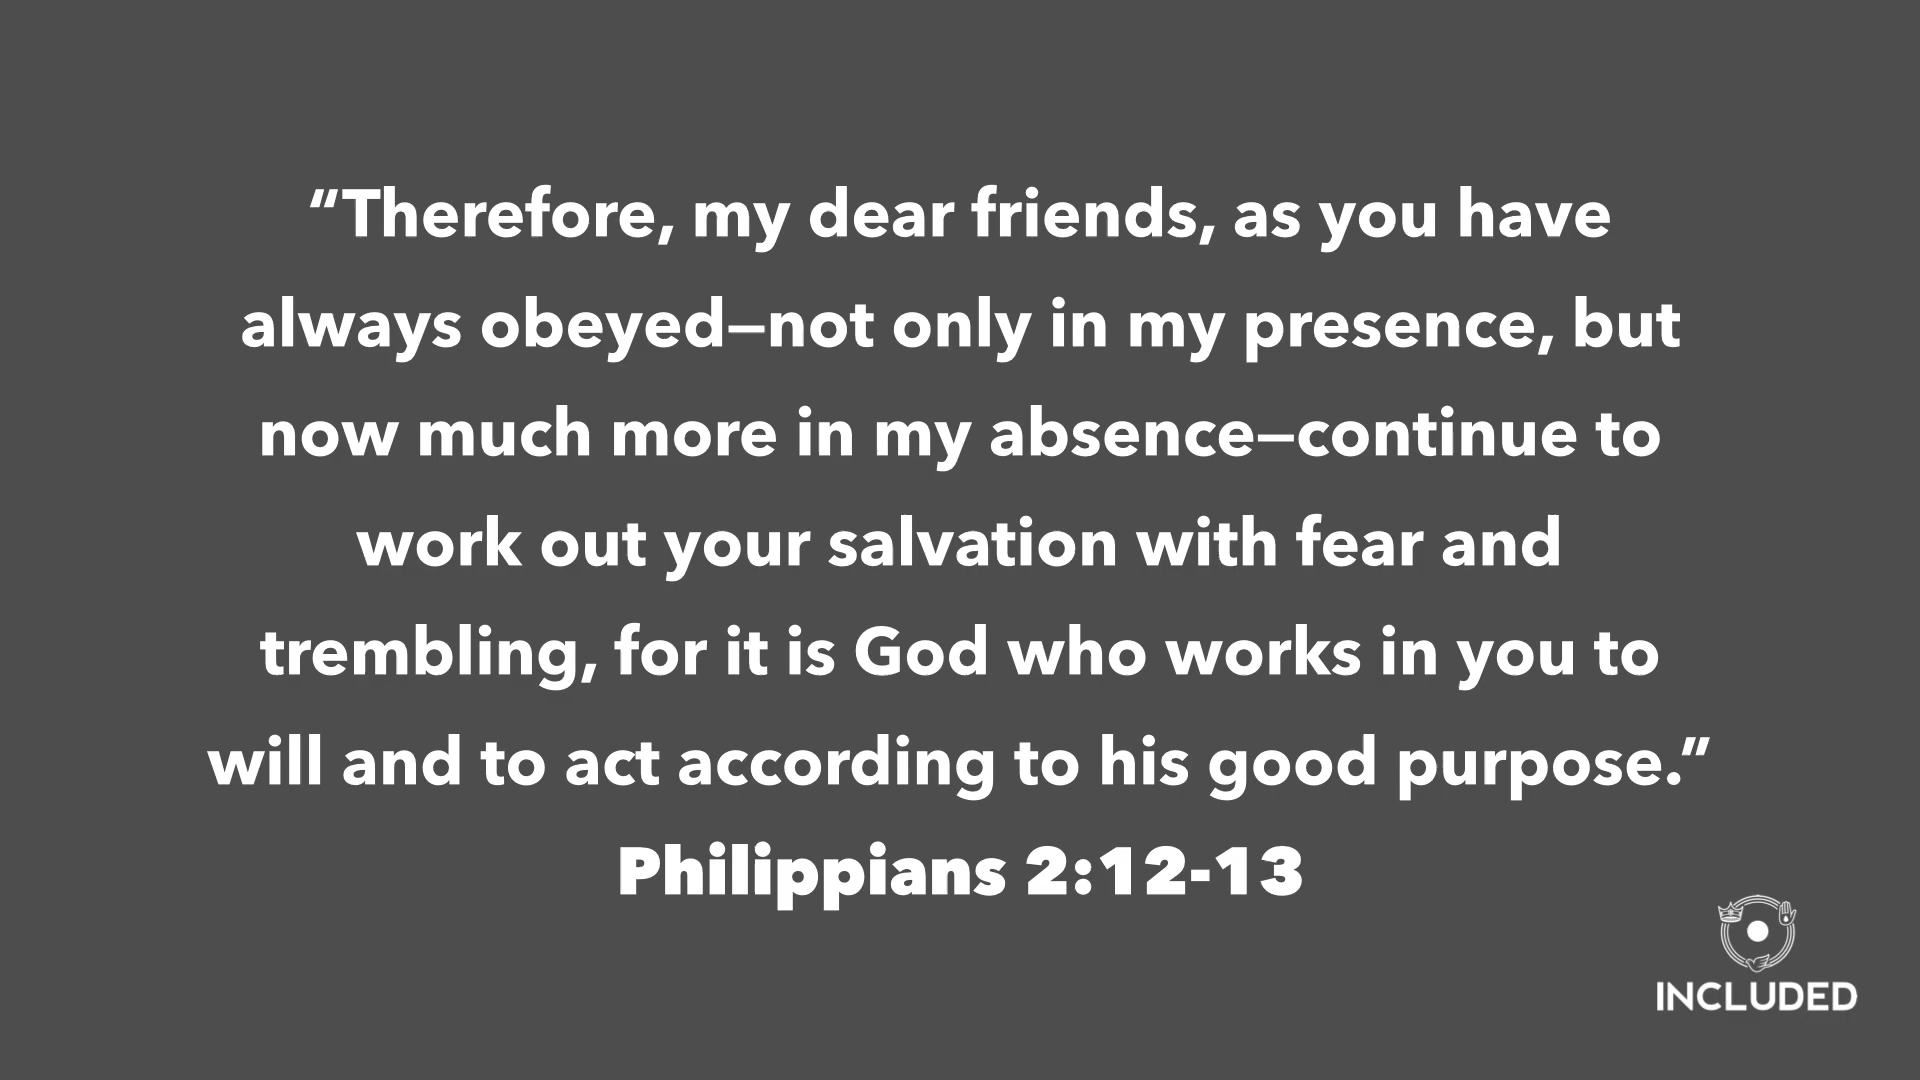 “Therefore, my dear friends, as you have
always obeyed—not only in my presence, but
now much more in my absence—continue to
work out your salvation with fear and
trembling, for it is God who works in you to
will and to act according to his good purpose.”
Philippians 2:12-13
INCLUDED